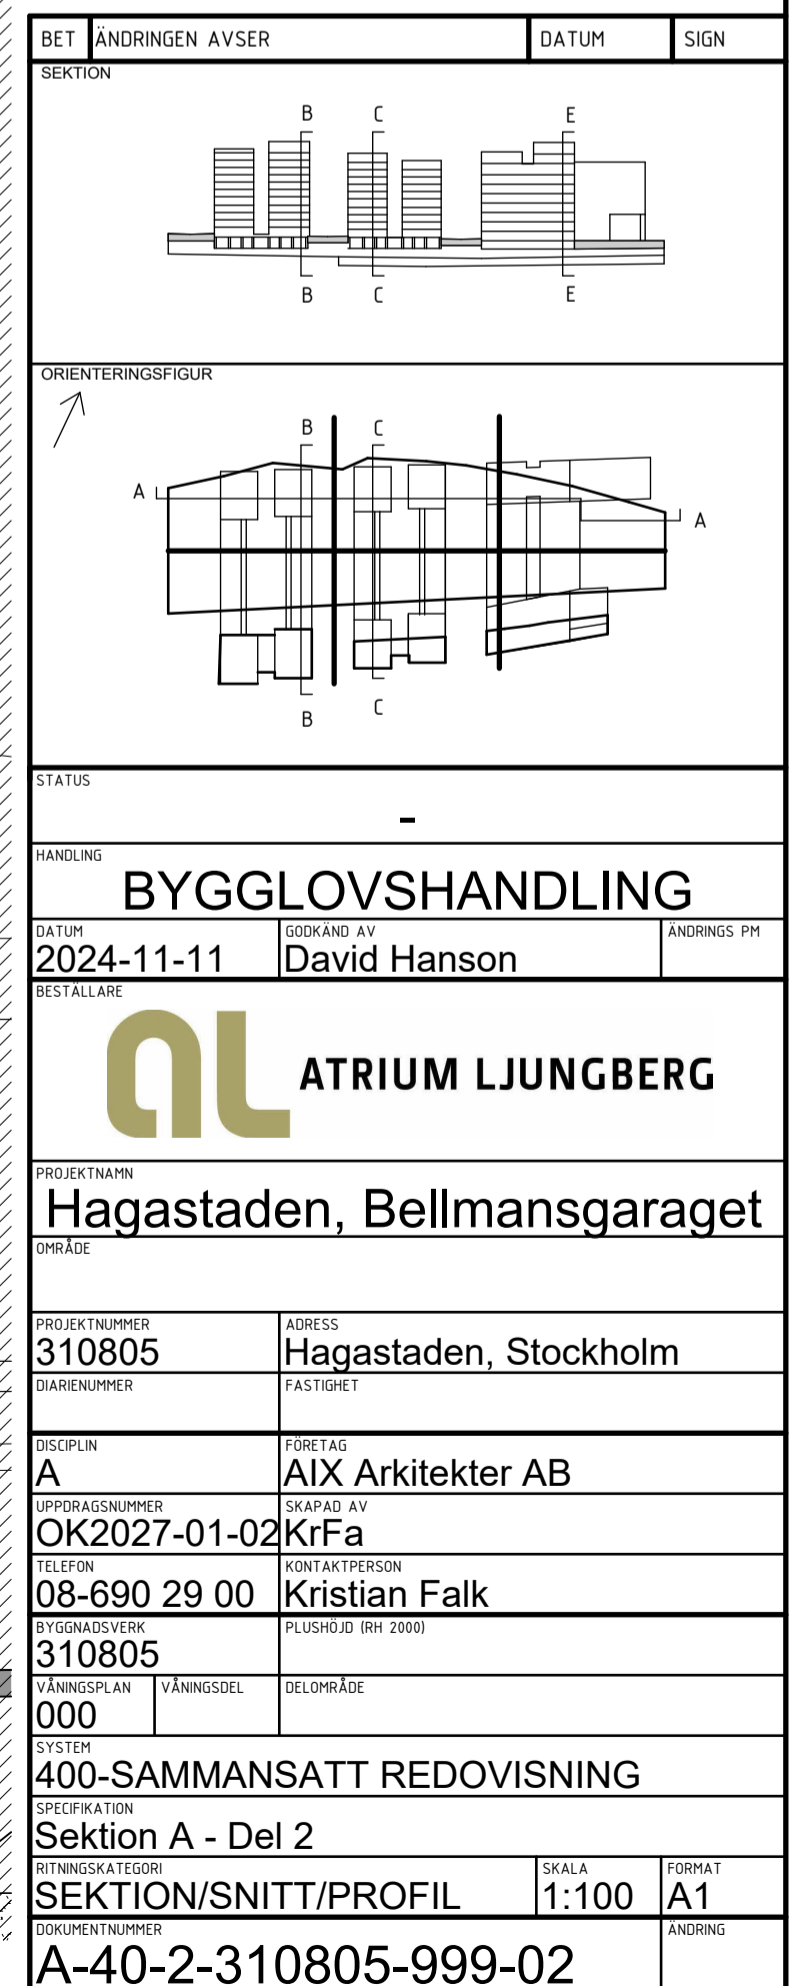 BET ÄNDRINGEN AVSER DATUM SIGN
SEKTION
B C E
B C E
ORIENTERINGSFIGUR
B C
A A
B C
STATUS
-
HANDLING
BYGGLOVSHANDLING
DATUM GODKÄND AV ÄNDRINGS PM
2024-11-11 David Hanson
BESTÄLLARE
aL ATRIUM LJUNGBERG
PROJEKTNAMN
Hagastaden, Bellmansgaraget
OMRÅDE
PROJEKTNUMMER ADRESS
310805 Hagastaden, Stockholm
DIARIENUMMER FASTIGHET
DISCIPLIN FÖRETAG
A AIX Arkitekter AB
UPPDRAGSNUMMER SKAPAD AV
OK2027-01-02 KrFa
TELEFON KONTAKTPERSON
08-690 29 00 Kristian Falk
BYGGNADSVERK PLUSHÖJD (RH 2000)
310805
VÅNINGSPLAN VÅNINGSDEL DELOMRÅDE
000
SYSTEM
400-SAMMANSATT REDOVISNING
SPECIFIKATION
Sektion A - Del 2
RITNINGSKATEGORI SKALA FORMAT
SEKTION/SNITT/PROFIL 1:100 A1
DOKUMENTNUMMER ÄNDRING
A-40-2-310805-999-02